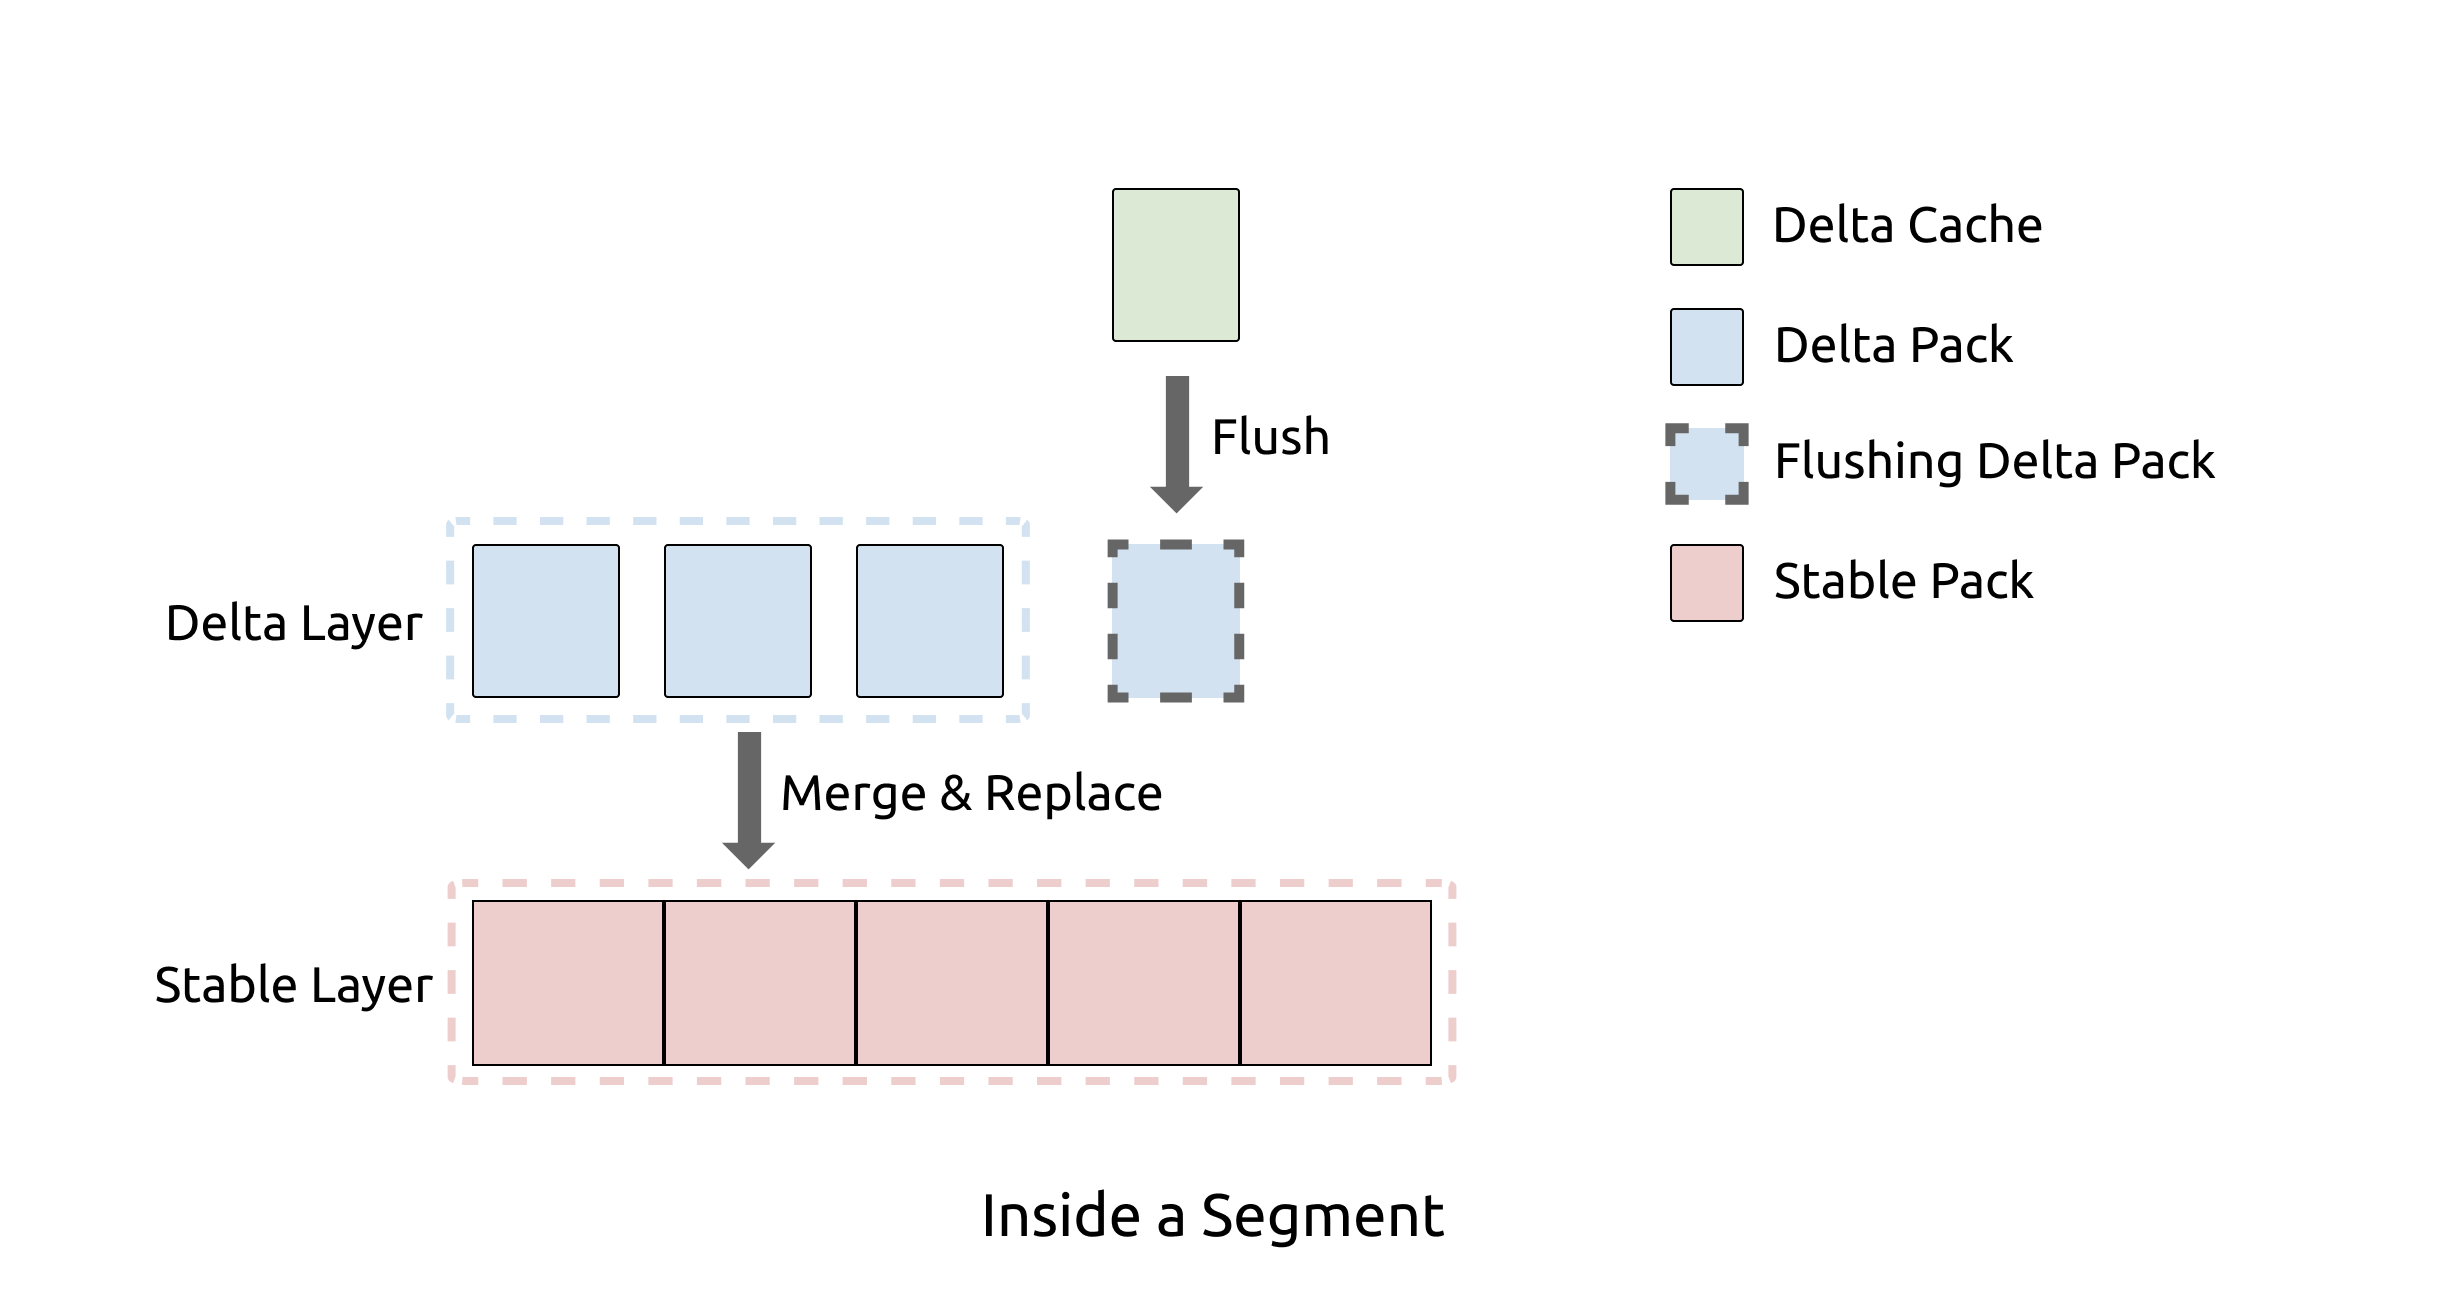 Delta Cache
Delta Pack
Flush
Flushing Delta Pack
Stable Pack
Delta Layer
Merge & Replace
Stable Layer
Inside a Segment